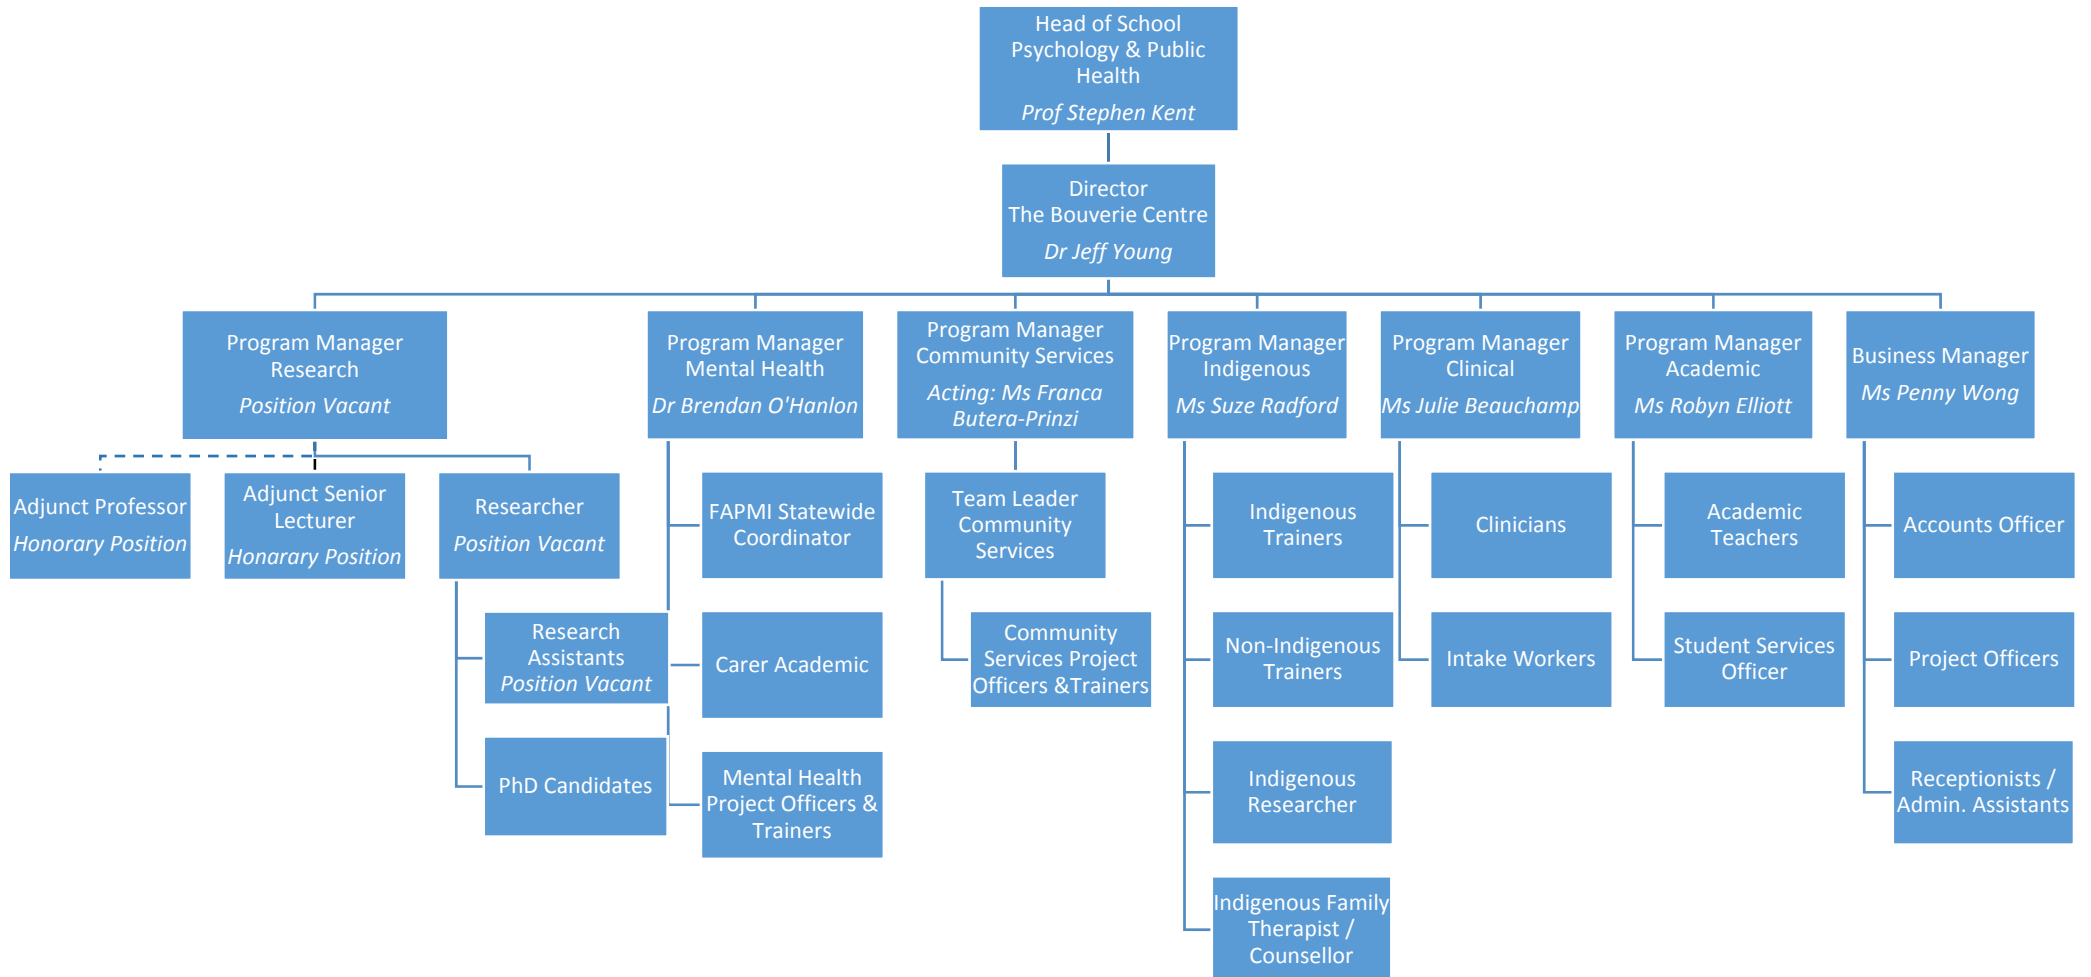 Head of School
Psychology & Public
Health
Prof Stephen Kent
Director
The Bouverie Centre
Dr Jeff Young
Program Manager
Research
Position Vacant
Program Manager
Mental Health
Dr Brendan O'Hanlon
Program Manager
Community Services
Acting: Ms Franca
Butera-Prinzi
Program Manager
Indigenous
Ms Suze Radford
Program Manager
Clinical
Ms Julie Beauchamp
Program Manager
Academic
Ms Robyn Elliott
Business Manager
Ms Penny Wong
Adjunct Professor
Honorary Position
Adjunct Senior
Lecturer
Honarary Position
Researcher
Position Vacant
FAPMI Statewide
Coordinator
Team Leader
Community
Services
Indigenous
Trainers
Clinicians
Academic
Teachers
Accounts Officer
Research
Assistants
Position Vacant
Carer Academic
Community
Services Project
Officers &Trainers
Non-Indigenous
Trainers
Intake Workers
Student Services
Officer
Project Officers
PhD Candidates
Mental Health
Project Officers &
Trainers
Indigenous
Researcher
Receptionists /
Admin. Assistants
Indigenous Family
Therapist /
Counsellor